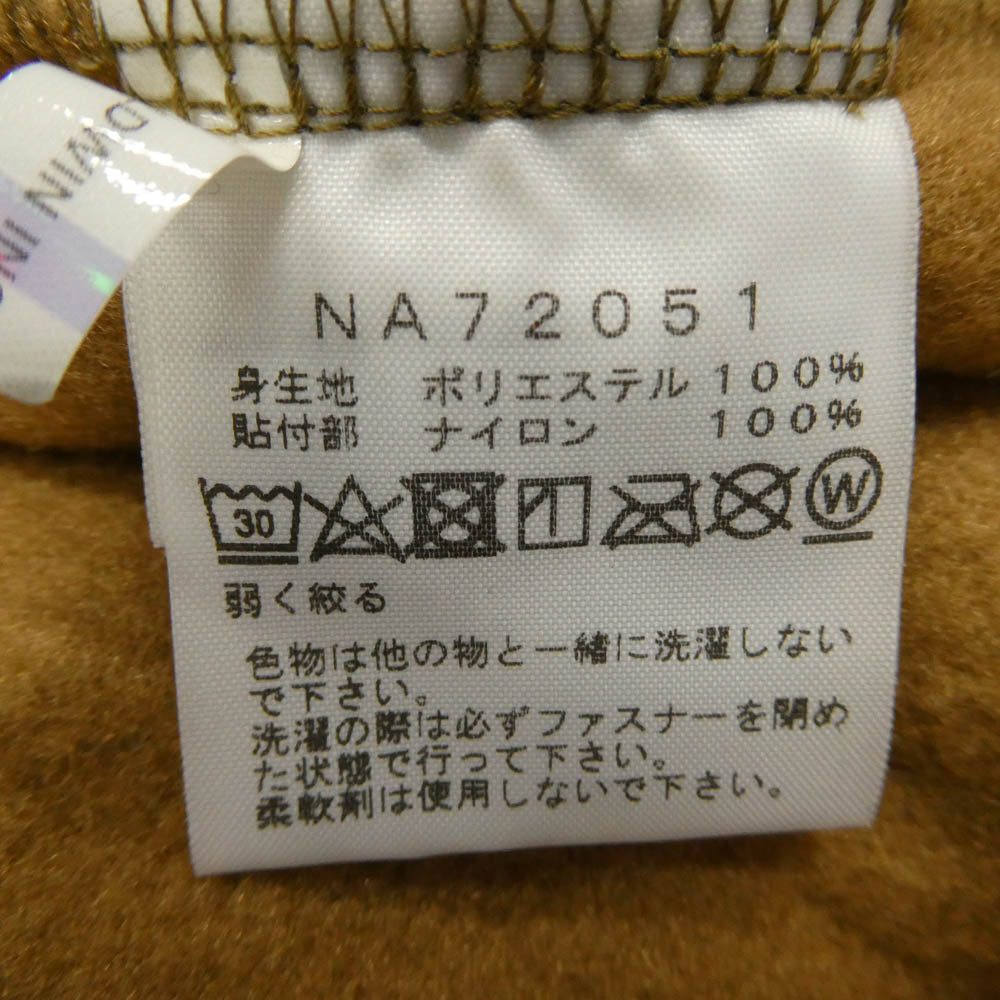 NA72051
身生地 ポリエステル 100%
貼付部 ナイロン 100%
30 W
弱く絞る
色物は他の物と一緒に洗濯しない
で下さい。
洗濯の際は必ずファスナーを閉め
た状態で行って下さい。
柔軟剤は使用しないで下さい。